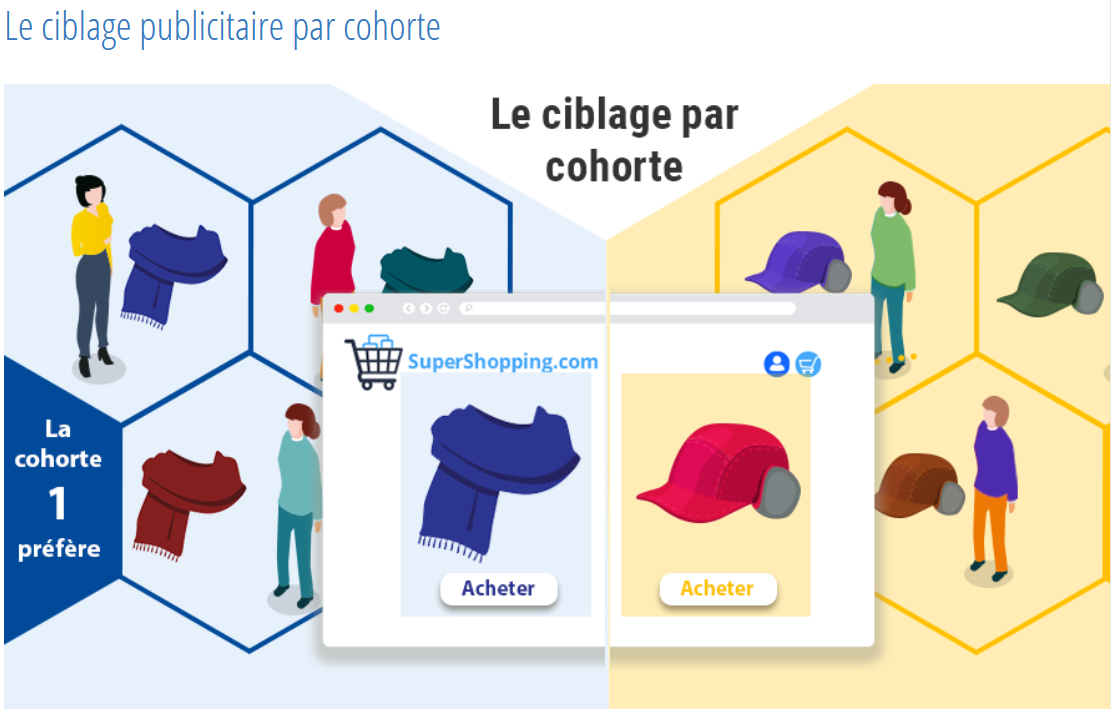 Le ciblage publicitaire par cohorte
Le ciblage par
cohorte
SuperShopping.com
La
cohorte
1
préfère
Acheter
Acheter